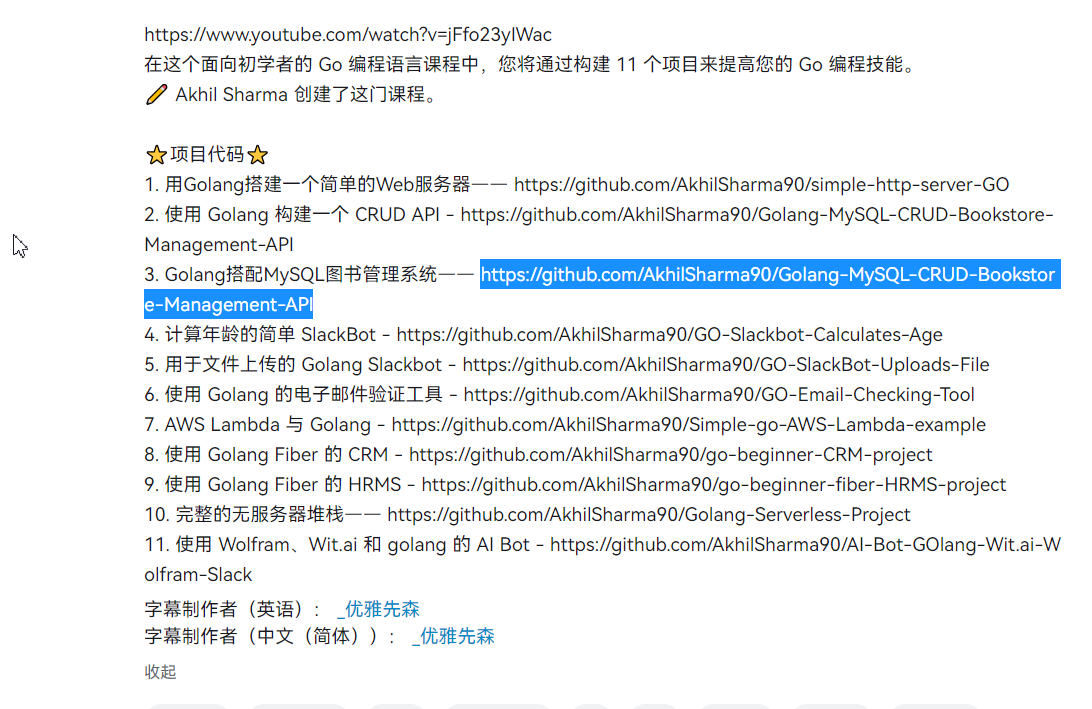 https://www.youtube.com/watch?v=jFfo23yIWac
在这个面向初学者的 Go 编程语言课程中，您将通过构建 11 个项目来提高您的 Go 编程技能。
✏️ Akhil Sharma 创建了这门课程。
⭐项目代码⭐
1. 用Golang搭建一个简单的Web服务器—— https://github.com/AkhilSharma90/simple-http-server-GO
2. 使用 Golang 构建一个 CRUD API - https://github.com/AkhilSharma90/Golang-MySQL-CRUD-Bookstore-
Management-API
3. Golang搭配MySQL图书管理系统—— https://github.com/AkhilSharma90/Golang-MySQL-CRUD-Bookstor
e-Management-API
4. 计算年龄的简单 SlackBot - https://github.com/AkhilSharma90/GO-Slackbot-Calculates-Age
5. 用于文件上传的 Golang Slackbot - https://github.com/AkhilSharma90/GO-SlackBot-Uploads-File
6. 使用 Golang 的电子邮件验证工具 - https://github.com/AkhilSharma90/GO-Email-Checking-Tool
7. AWS Lambda 与 Golang - https://github.com/AkhilSharma90/Simple-go-AWS-Lambda-example
8. 使用 Golang Fiber 的 CRM - https://github.com/AkhilSharma90/go-beginner-CRM-project
9. 使用 Golang Fiber 的 HRMS - https://github.com/AkhilSharma90/go-beginner-fiber-HRMS-project
10. 完整的无服务器堆栈—— https://github.com/AkhilSharma90/Golang-Serverless-Project
11. 使用 Wolfram、Wit.ai 和 golang 的 AI Bot - https://github.com/AkhilSharma90/AI-Bot-GOlang-Wit.ai-W
olfram-Slack
字幕制作者（英语）： _优雅先森
字幕制作者（中文（简体））： _优雅先森
收起